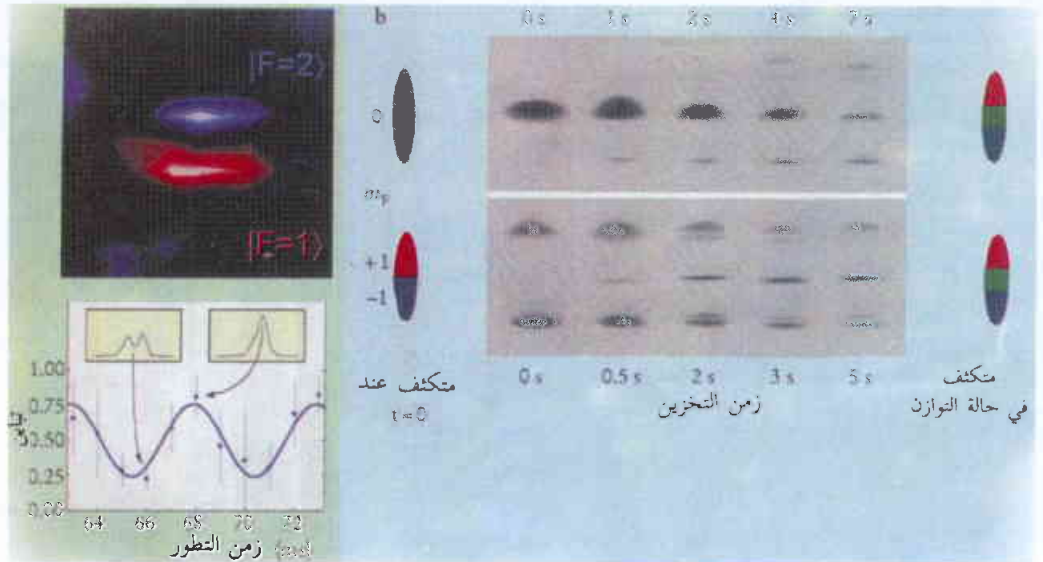 |F=2⟩
|F=1⟩
1.00
0.75
0.50
0.25
0.00
64 66 68 70 72
زمن التطور
b
0
m_F
+1
−1
متكثف عند
t = 0
0 s 1 s 2 s 4 s 7 s
0 s 0.5 s 2 s 3 s 5 s
زمن التخزين
متكثف
في حالة التوازن